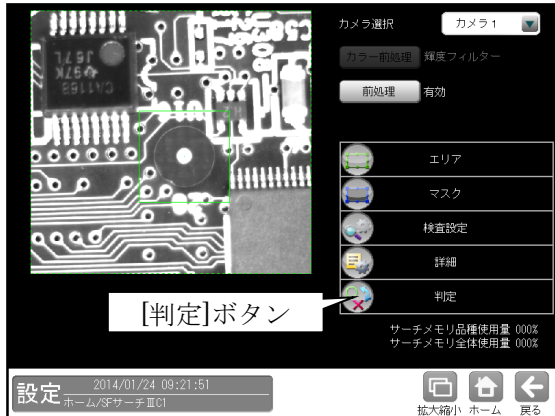 カメラ選択
カメラ1
カラー前処理
輝度フィルター
前処理
有効
エリア
マスク
検査設定
詳細
判定
[判定]ボタン
サーチメモリ品種使用量 000%
サーチメモリ全体使用量 000%
設定
2014/01/24 09:21:51
ホーム/SFサーチⅢC1
拡大縮小
ホーム
戻る